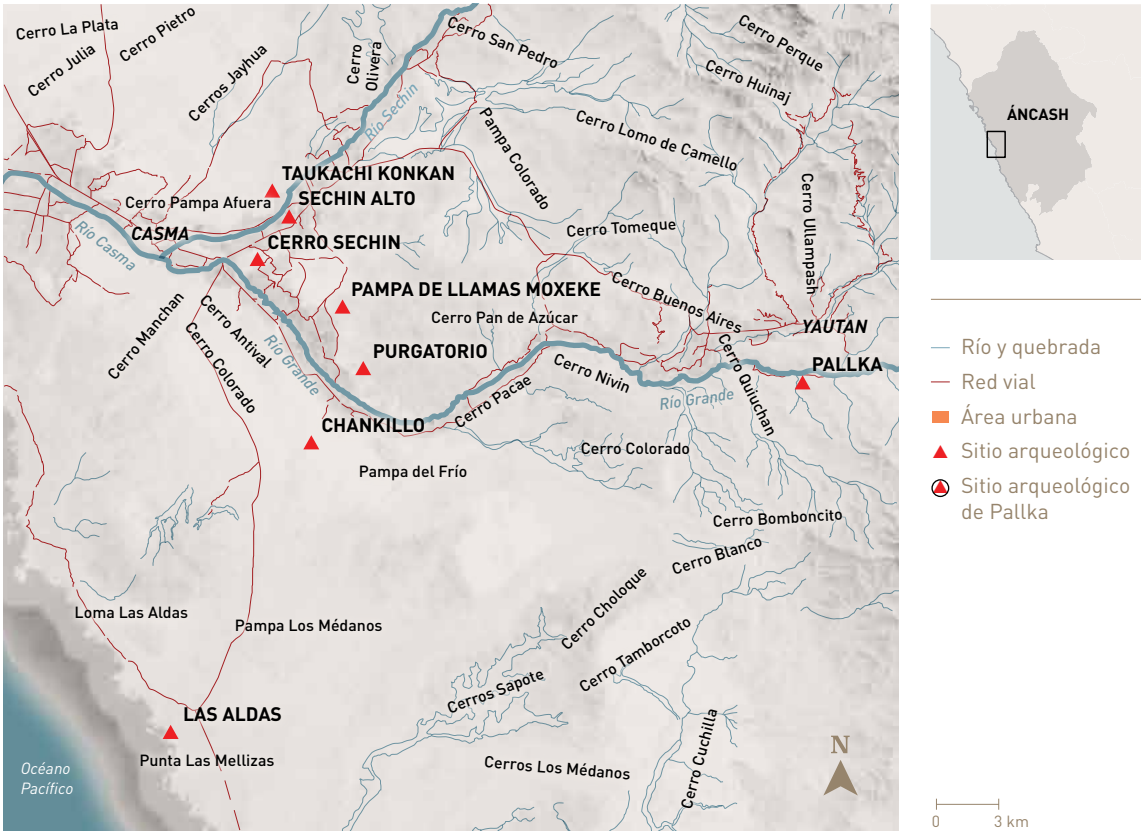 Cerro La Plata
Cerro Pietro
Cerro Julia
Cerros Jayhua
Cerro
Olivera
Cerro San Pedro
Cerro Perque
Cerro Huinaj
Río Sechin
Pampa Colorado
Cerro Lomo de Camello
TAUKACHI KONKAN
SECHIN ALTO
Cerro Pampa Afuera
Cerro Ullampash
CASMA
Río Casma
CERRO SECHIN
Cerro Tomeque
PAMPA DE LLAMAS MOXEKE
Cerro Buenos Aires
Cerro Pan de Azúcar
YAUTAN
Cerro Manchan
Cerro Antival
Cerro Colorado
Río Grande
PURGATORIO
Cerro Nivin
Cerro Pacae
Río Grande
Cerro Quiuchan
PALLKA
CHANKILLO
Pampa del Frío
Cerro Colorado
Cerro Bomboncito
Cerro Blanco
Cerro Choloque
Cerro Tamborcoto
Loma Las Aldas
Pampa Los Médanos
Cerros Sapote
LAS ALDAS
Punta Las Mellizas
Cerros Los Médanos
Cerro Cuchilla
Océano
Pacífico
N
ÁNCASH
Río y quebrada
Red vial
Área urbana
Sitio arqueológico
Sitio arqueológico
de Pallka
0 3 km